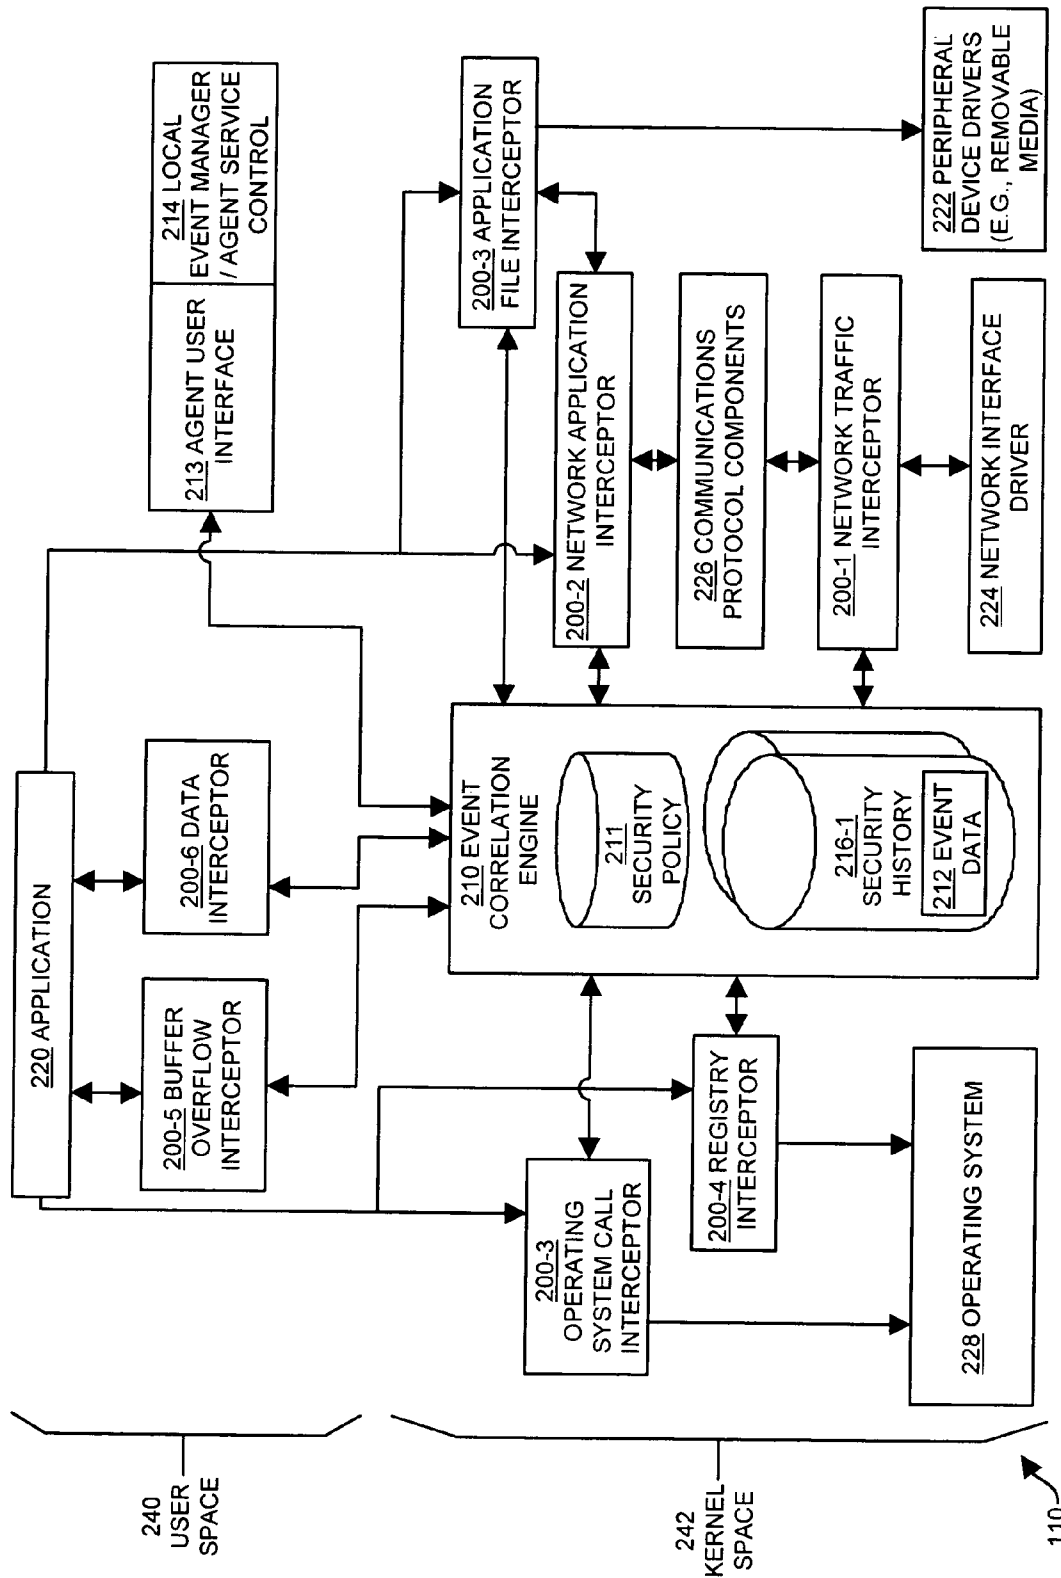 240
USER
SPACE
220 APPLICATION
200-5 BUFFER
OVERFLOW
INTERCEPTOR
200-6 DATA
INTERCEPTOR
213 AGENT USER
INTERFACE
214 LOCAL
EVENT MANAGER
/ AGENT SERVICE
CONTROL
242
KERNEL
SPACE
200-3
OPERATING
SYSTEM CALL
INTERCEPTOR
200-4 REGISTRY
INTERCEPTOR
228 OPERATING SYSTEM
210 EVENT
CORRELATION
ENGINE
211
SECURITY
POLICY
216-1
SECURITY
HISTORY
212 EVENT
DATA
200-3 APPLICATION
FILE INTERCEPTOR
200-2 NETWORK APPLICATION
INTERCEPTOR
226 COMMUNICATIONS
PROTOCOL COMPONENTS
200-1 NETWORK TRAFFIC
INTERCEPTOR
224 NETWORK INTERFACE
DRIVER
222 PERIPHERAL
DEVICE DRIVERS
(E.G., REMOVABLE
MEDIA)
110